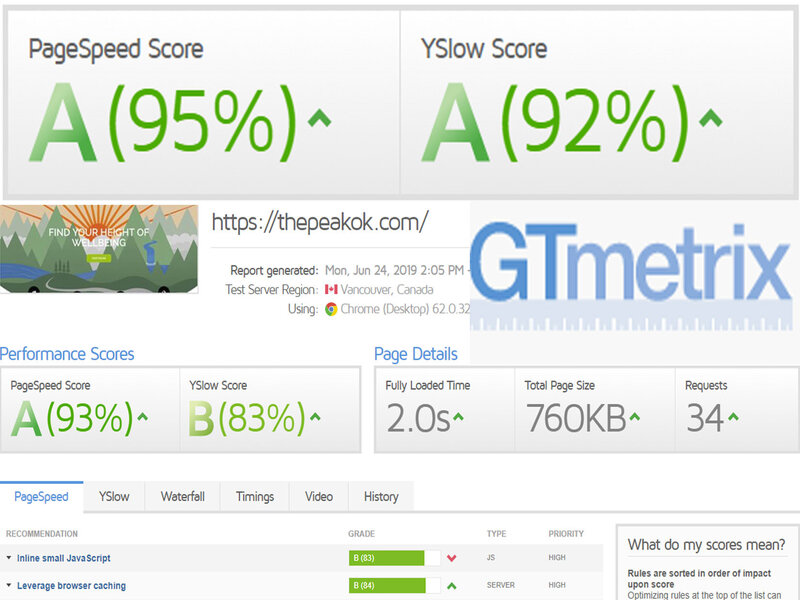 PageSpeed Score
YSlow Score
A (95%)
A (92%)
FIND YOUR HEIGHT OF
WELLBEING
https://thepeakok.com/
Report generated: Mon, Jun 24, 2019 2:05 PM -
Test Server Region: Vancouver, Canada
Using: Chrome (Desktop) 62.0.32
GTmetrix
Performance Scores
PageSpeed Score
YSlow Score
A (93%)
B (83%)
Page Details
Fully Loaded Time
Total Page Size
Requests
2.0s
760KB
34
PageSpeed
YSlow
Waterfall
Timings
Video
History
RECOMMENDATION
GRADE
TYPE
PRIORITY
Inline small JavaScript
B (83)
JS
HIGH
Leverage browser caching
B (84)
SERVER
HIGH
What do my scores mean?
Rules are sorted in order of impact
upon score
Optimizing rules at the top of the list can